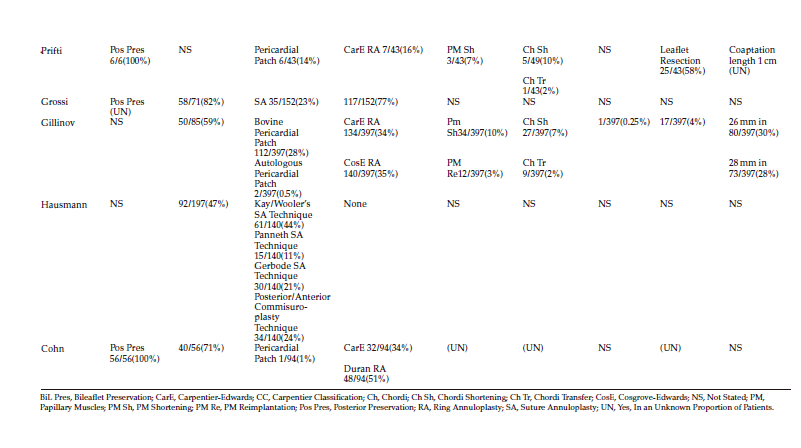 Prifti Pos Pres NS Pericardial CarE RA 7/43(16%) PM Sh Ch Sh NS Leaflet Coaptation
6/6(100%) Patch 6/43(14%) 3/43(7%) 5/49(10%) Resection length 1 cm
25/43(58%) (UN)
Ch Tr
1/43(2%)
Grossi Pos Pres 58/71(82%) SA 35/152(23%) 117/152(77%) NS NS NS NS NS
(UN)
Gillinov NS 50/85(59%) Bovine CarE RA Pm Ch Sh 1/397(0.25%) 17/397(4%) 26 mm in
Pericardial 134/397(34%) Sh34/397(10%) 27/397(7%) 80/397(30%)
Patch
112/397(28%)
Autologous CosE RA PM Ch Tr 28 mm in
Pericardial 140/397(35%) Re12/397(3%) 9/397(2%) 73/397(28%)
Patch
2/397(0.5%)
Hausmann NS 92/197(47%) Kay/Wooler's None NS NS NS NS NS
SA Technique
61/140(44%)
Panneth SA
Technique
15/140(11%)
Gerbode SA
Technique
30/140(21%)
Posterior/Anterior
Commisuro-
plasty
Technique
34/140(24%)
Cohn Pos Pres 40/56(71%) Pericardial CarE 32/94(34%) (UN) (UN) NS (UN) NS
56/56(100%) Patch 1/94(1%)
Duran RA
48/94(51%)
BiL Pres, Bileaflet Preservation; CarE, Carpentier-Edwards; CC, Carpentier Classification; Ch, Chordi; Ch Sh, Chordi Shortening; Ch Tr, Chordi Transfer; CosE, Cosgrove-Edwards; NS, Not Stated; PM,
Papillary Muscles; PM Sh, PM Shortening; PM Re, PM Reimplantation; Pos Pres, Posterior Preservation; RA, Ring Annuloplasty; SA, Suture Annuloplasty; UN, Yes, In an Unknown Proportion of Patients.